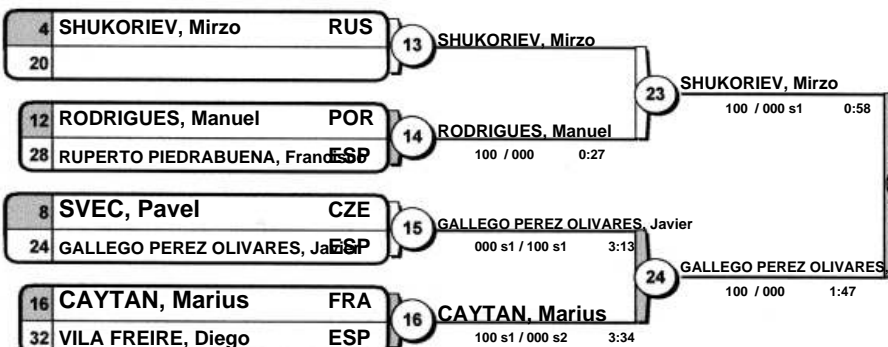 4 SHUKORIEV, Mirzo RUS
20
13
SHUKORIEV, Mirzo
12 RODRIGUES, Manuel POR
28 RUPERTO PIEDRABUENA, Francisco ESP
14
RODRIGUES, Manuel
100 / 000 0:27
23
SHUKORIEV, Mirzo
100 / 000 s1 0:58
8 SVEC, Pavel CZE
24 GALLEGO PEREZ OLIVARES, Javier ESP
15
GALLEGO PEREZ OLIVARES, Javier
000 s1 / 100 s1 3:13
16 CAYTAN, Marius FRA
32 VILA FREIRE, Diego ESP
16
CAYTAN, Marius
100 s1 / 000 s2 3:34
24
GALLEGO PEREZ OLIVARES,
100 / 000 1:47